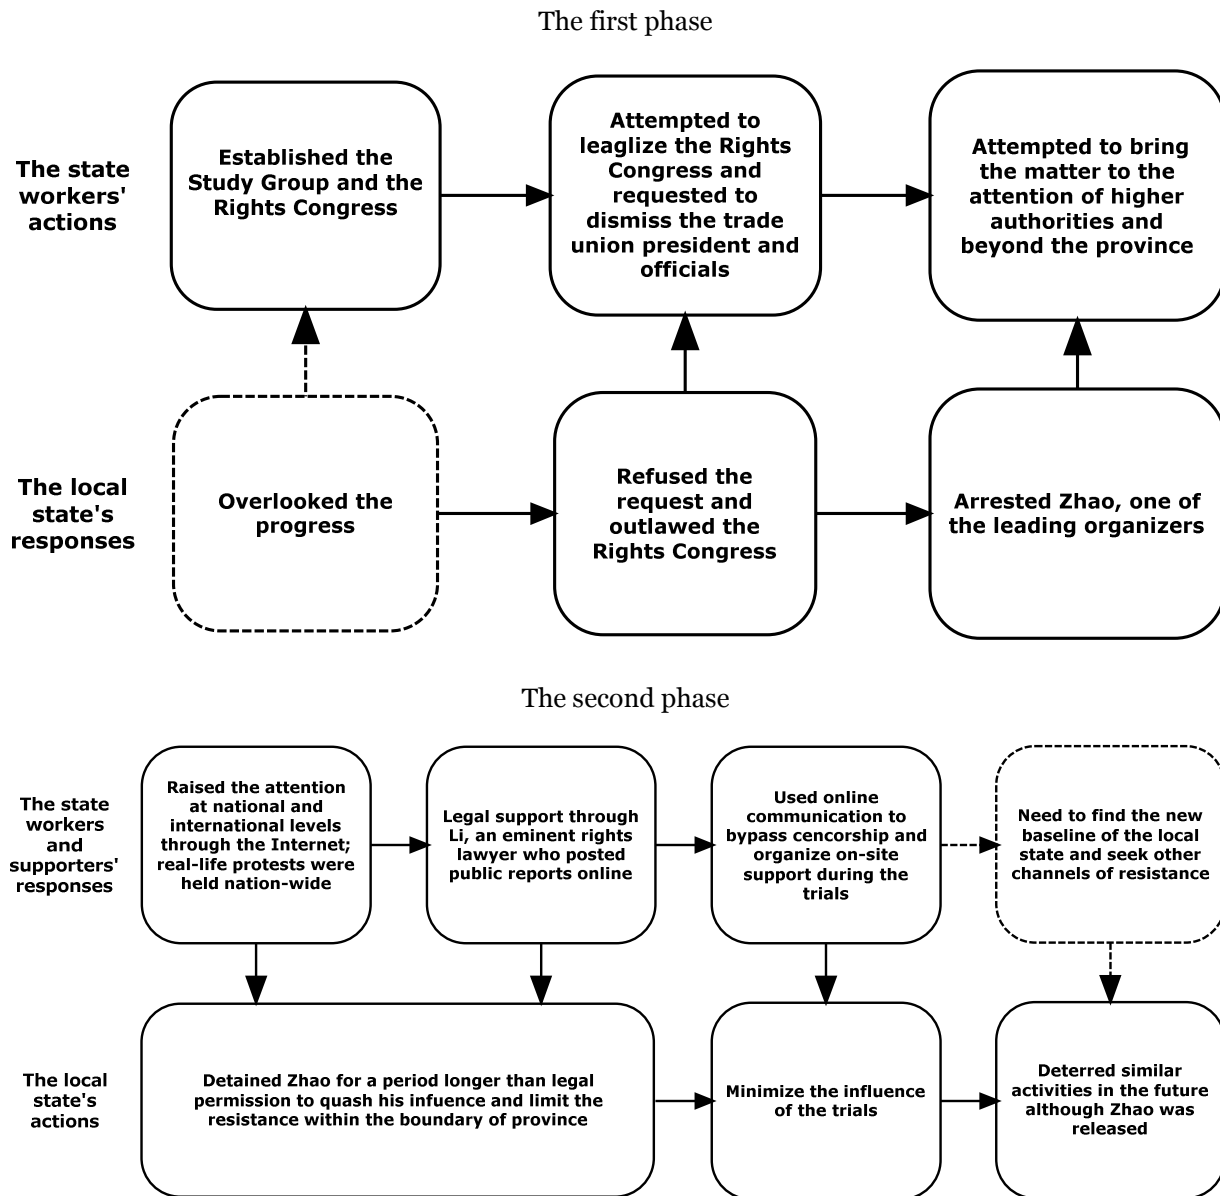 The first phase
The state
workers'
actions
Established the
Study Group and the
Rights Congress
Attempted to
leaglize the Rights
Congress and
requested to
dismiss the trade
union president and
officials
Attempted to bring
the matter to the
attention of higher
authorities and
beyond the province
The local
state's
responses
Overlooked the
progress
Refused the
request and
outlawed the
Rights Congress
Arrested Zhao, one of
the leading organizers
The second phase
The state
workers
and
supporters'
responses
Raised the attention
at national and
international levels
through the Internet;
real-life protests were
held nation-wide
Legal support through
Li, an eminent rights
lawyer who posted
public reports online
Used online
communication to
bypass cencorship and
organize on-site
support during the
trials
Need to find the new
baseline of the local
state and seek other
channels of resistance
The local
state's
actions
Detained Zhao for a period longer than legal
permission to quash his infuence and limit the
resistance within the boundary of province
Minimize the influence
of the trials
Deterred similar
activities in the future
although Zhao was
released